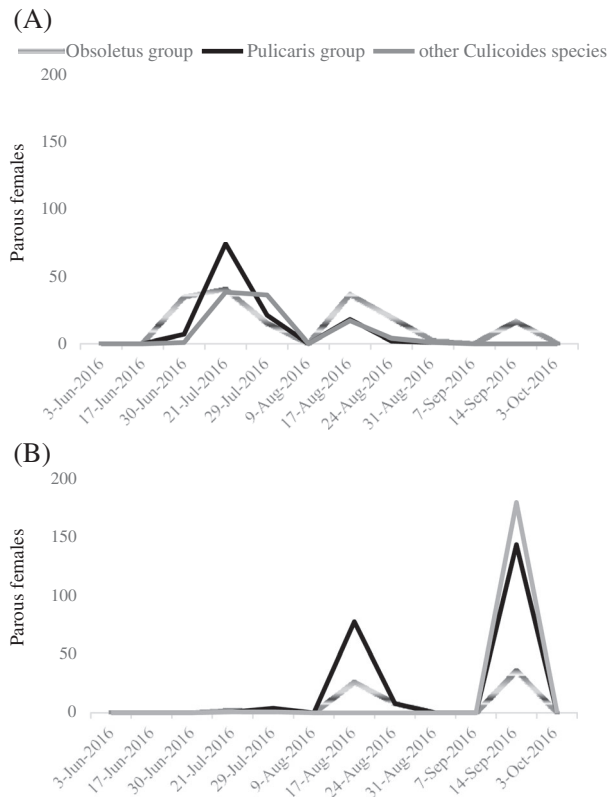 (A)
Obsoletus group Pulicaris group other Culicoides species
200
150
100
50
0
Parous females
3-Jun-2016
17-Jun-2016
30-Jun-2016
21-Jul-2016
29-Jul-2016
9-Aug-2016
17-Aug-2016
24-Aug-2016
31-Aug-2016
7-Sep-2016
14-Sep-2016
3-Oct-2016
(B)
200
150
100
50
0
Parous females
3-Jun-2016
17-Jun-2016
30-Jun-2016
21-Jul-2016
29-Jul-2016
9-Aug-2016
17-Aug-2016
24-Aug-2016
31-Aug-2016
7-Sep-2016
14-Sep-2016
3-Oct-2016